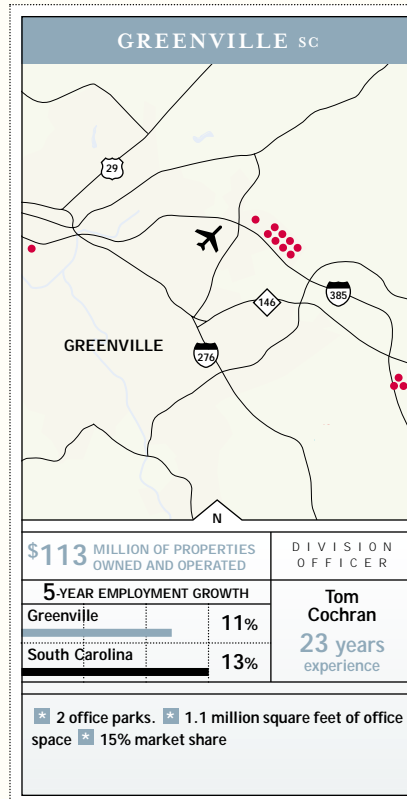 GREENVILLE SC
29
146
385
GREENVILLE
276
N
$113 MILLION OF PROPERTIES
OWNED AND OPERATED
DIVISION
OFFICER
5-YEAR EMPLOYMENT GROWTH
Greenville 11%
South Carolina 13%
Tom
Cochran
23 years
experience
* 2 office parks. * 1.1 million square feet of office
space * 15% market share